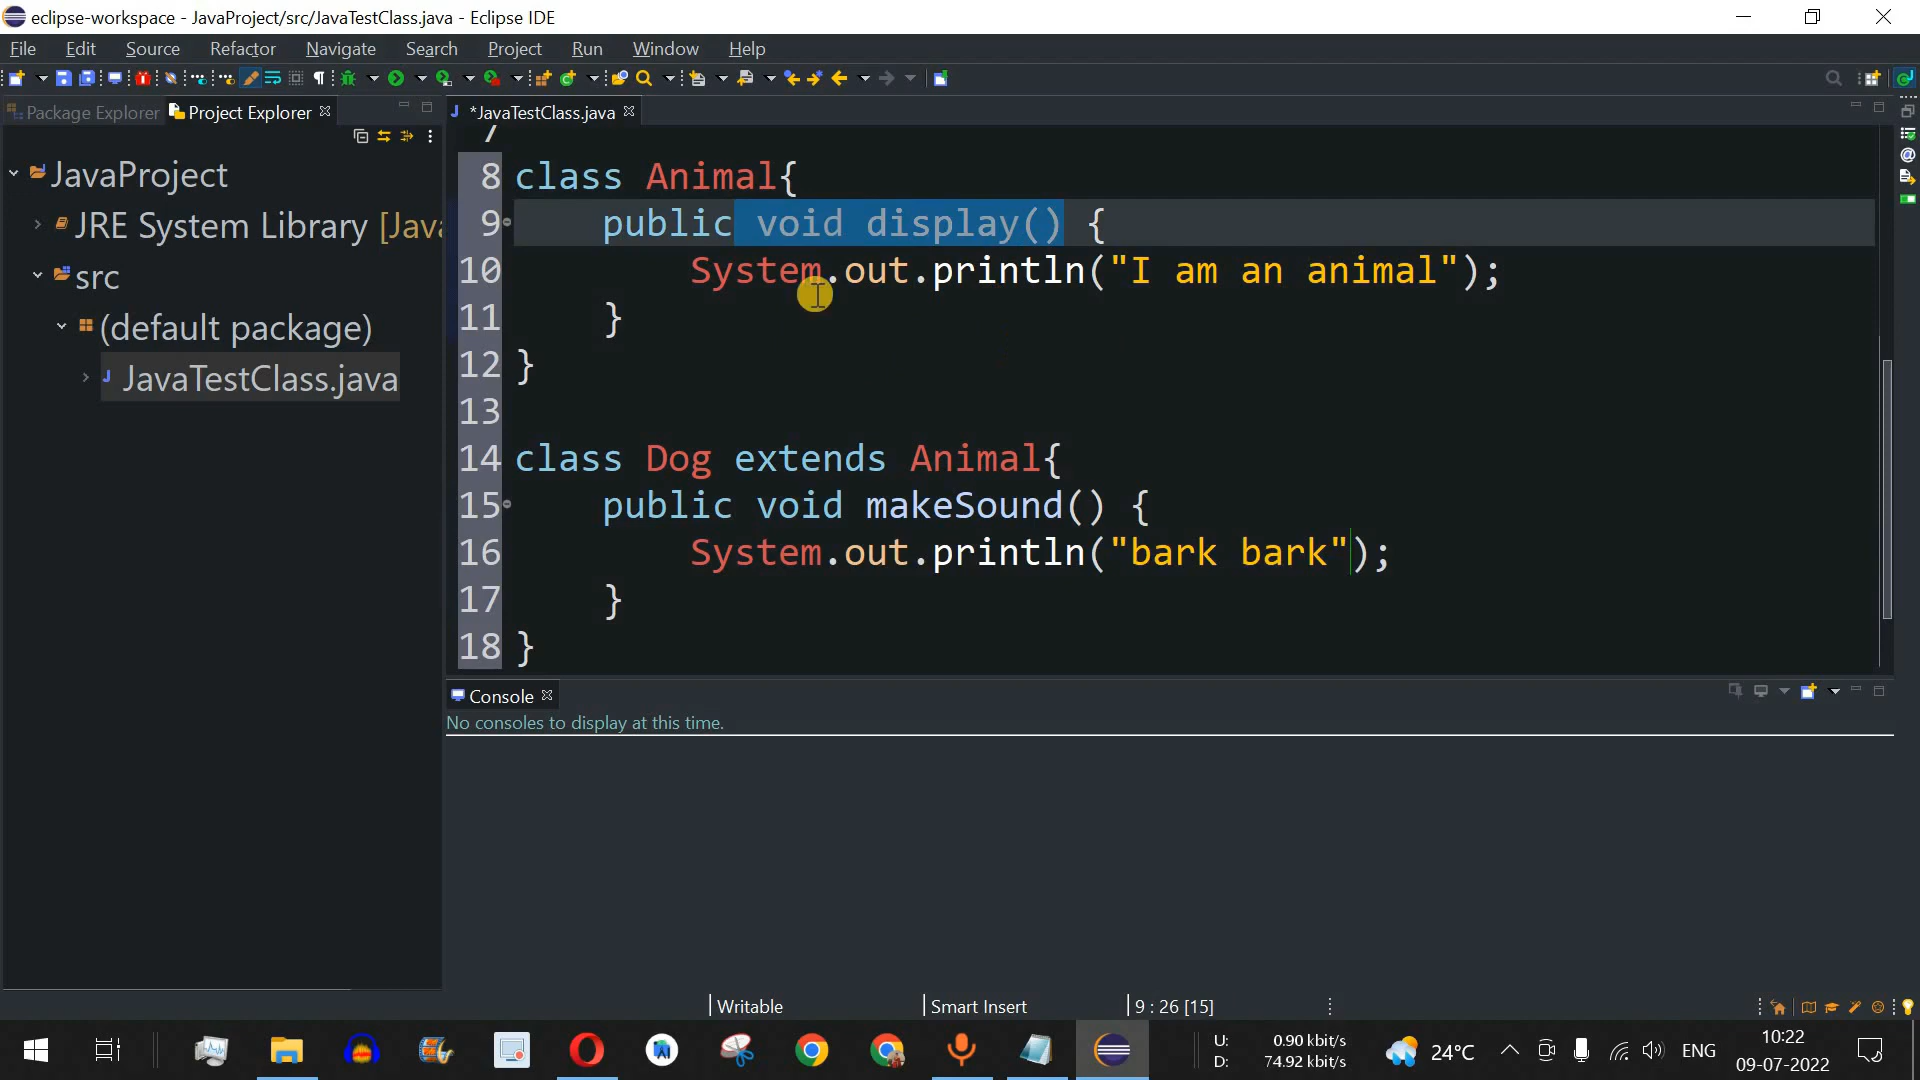 eclipse-workspace - JavaProject/src/JavaTestClass.java - Eclipse IDE
File Edit Source Refactor Navigate Search Project Run Window Help
Package Explorer Project Explorer *JavaTestClass.java
JavaProject
JRE System Library [Java
src
(default package)
JavaTestClass.java
7
8 class Animal{
9 public void display() {
10 System.out.println("I am an animal");
11 }
12 }
13
14 class Dog extends Animal{
15 public void makeSound() {
16 System.out.println("bark bark");
17 }
18 }
Console
No consoles to display at this time.
Writable Smart Insert 9 : 26 [15]
U: 0.90 kbit/s
D: 74.92 kbit/s
24°C ENG
10:22
09-07-2022